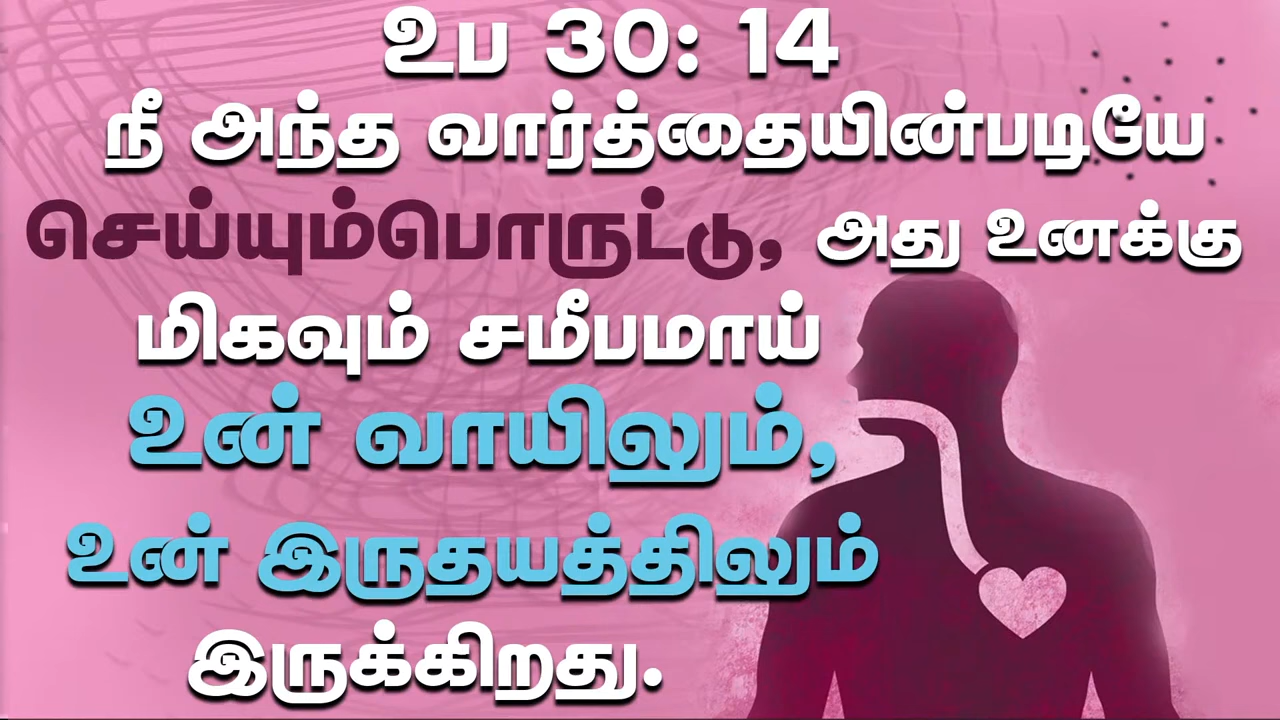 உப 30: 14
நீ அந்த வார்த்தையின்படியே
செய்யும்பொருட்டு, அது உனக்கு
மிகவும் சமீபமாய்
உன் வாயிலும்,
உன் இருதயத்திலும்
இருக்கிறது.